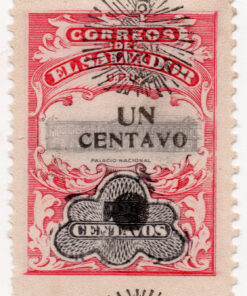 CORREOS
DE
EL SALVADOR
UN
CENTAVO
PALACIO NACIONAL
CENTAVOS